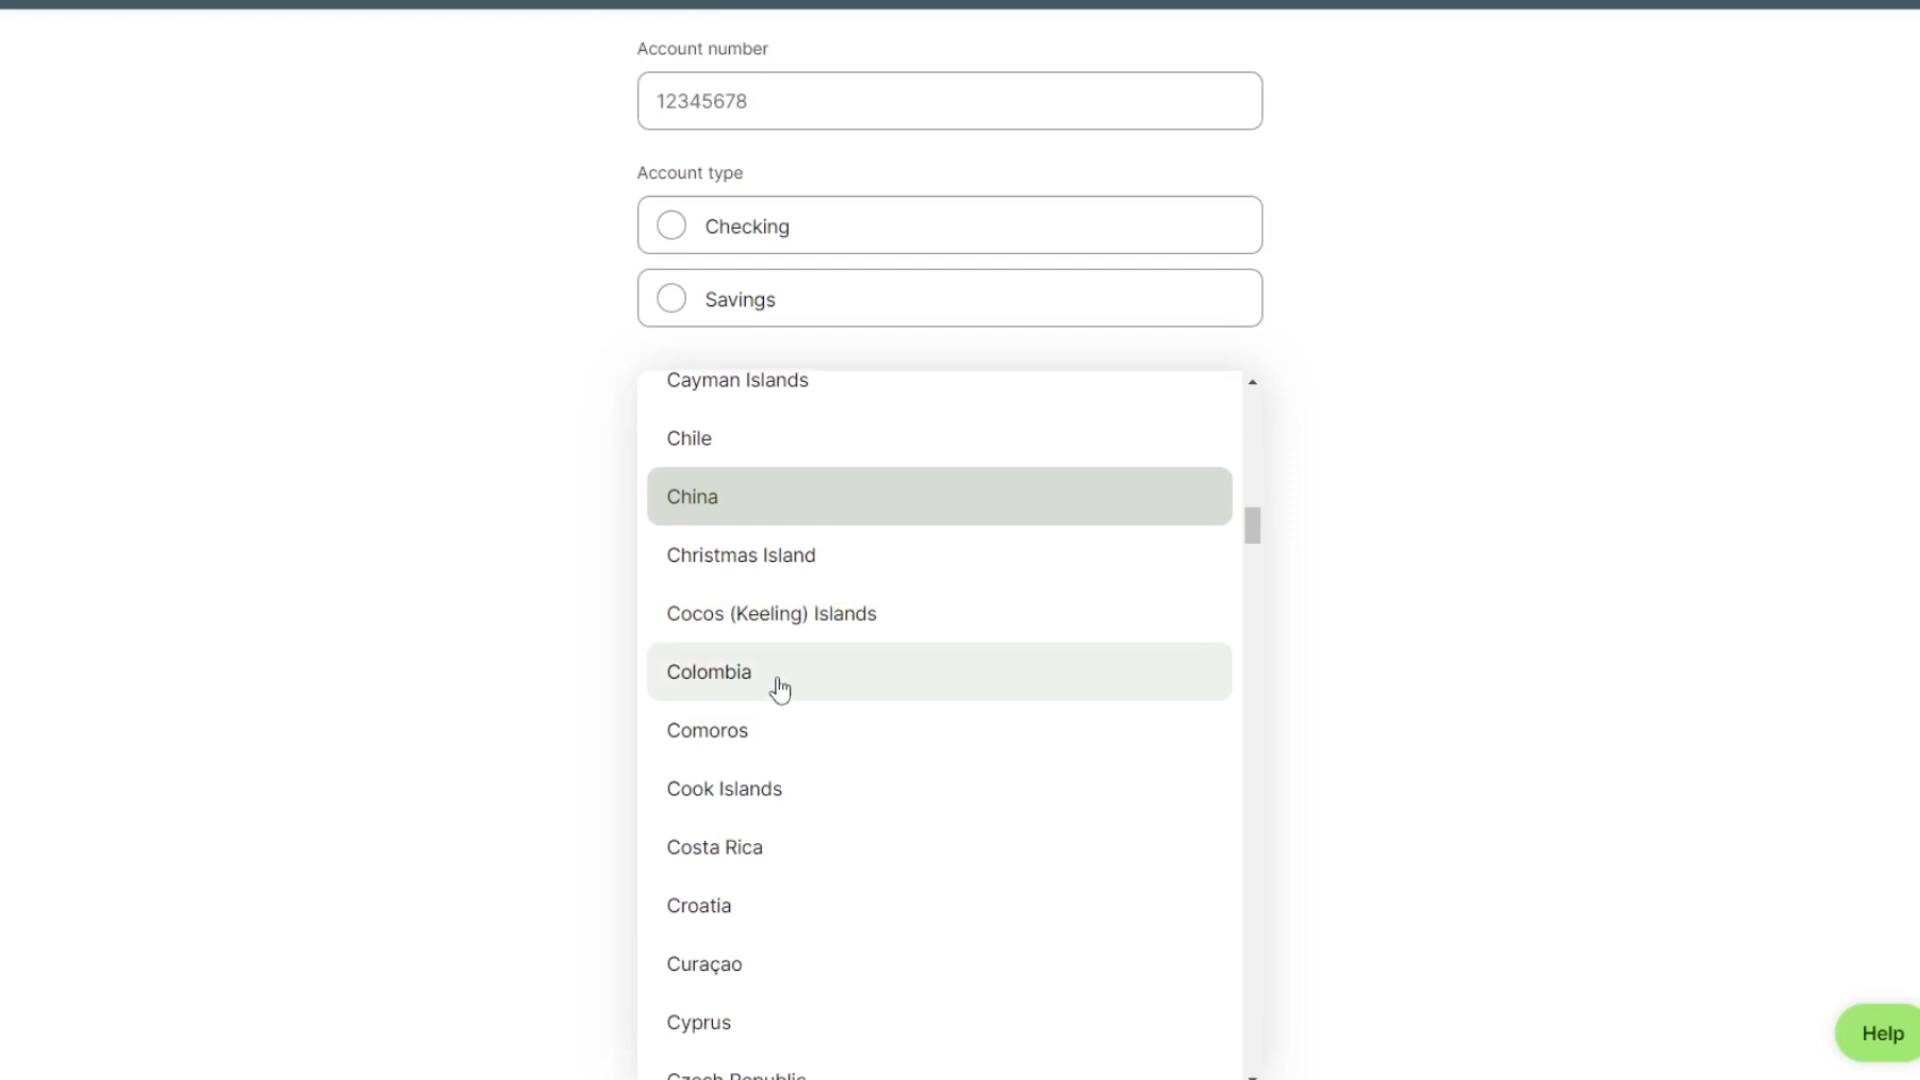 Account number
12345678
Account type
Checking
Savings
Cayman Islands
Chile
China
Christmas Island
Cocos (Keeling) Islands
Colombia
Comoros
Cook Islands
Costa Rica
Croatia
Curaçao
Cyprus
Czech Republic
Help